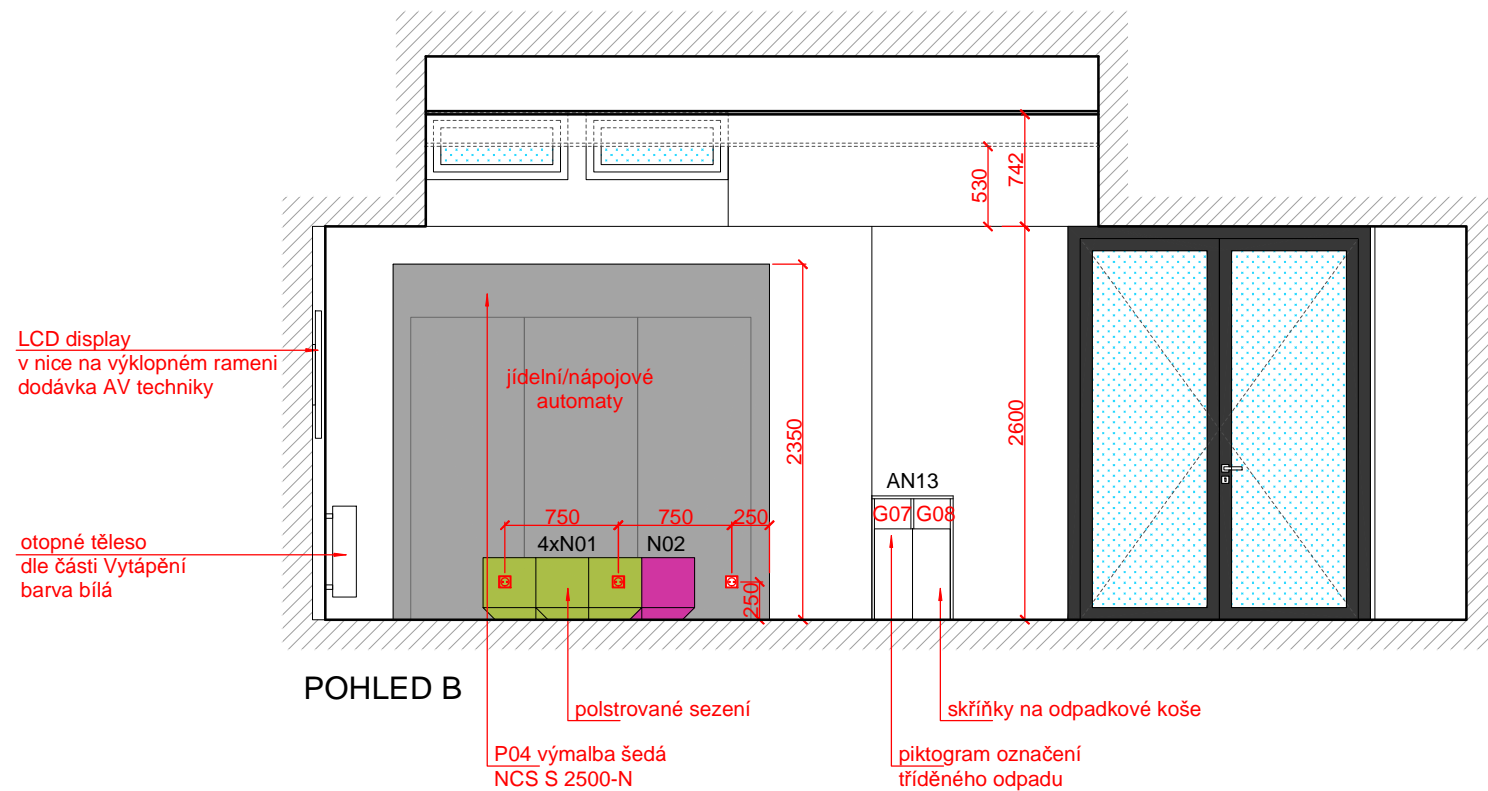 742
530
LCD display
v nice na výklopném rameni
dodávka AV techniky
jídelní/nápojové
automaty
2350
2600
AN13
G07 G08
750
750
250
4xN01
N02
250
otopné těleso
dle části Vytápění
barva bílá
POHLED B
polstrované sezení
skříňky na odpadkové koše
P04 výmalba šedá
NCS S 2500-N
piktogram označení
tříděného odpadu